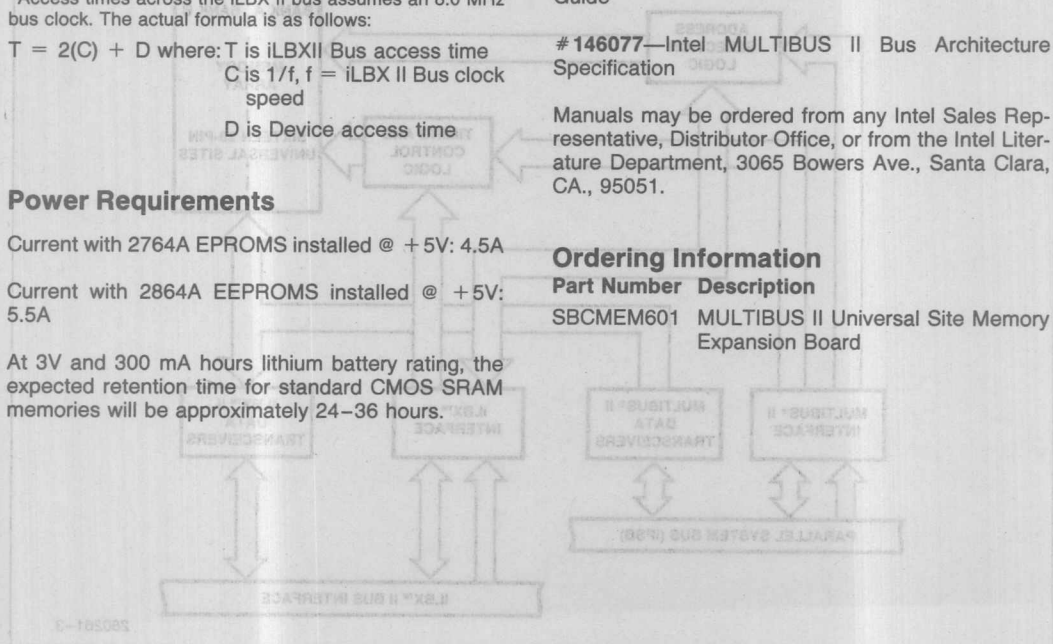 Access times across the iLBX II bus assumes an 8.0 MHz
bus clock. The actual formula is as follows:
T = 2(C) + D where: T is iLBXII Bus access time
C is 1/f, f = iLBX II Bus clock
speed
D is Device access time
Power Requirements
Current with 2764A EPROMS installed @ +5V: 4.5A
Current with 2864A EEPROMS installed @ +5V:
5.5A
At 3V and 300 mA hours lithium battery rating, the
expected retention time for standard CMOS SRAM
memories will be approximately 24–36 hours.
Guide
#146077—Intel MULTIBUS II Bus Architecture
Specification
Manuals may be ordered from any Intel Sales Rep-
resentative, Distributor Office, or from the Intel Liter-
ature Department, 3065 Bowers Ave., Santa Clara,
CA., 95051.
Ordering Information
Part Number Description
SBCMEM601 MULTIBUS II Universal Site Memory
Expansion Board